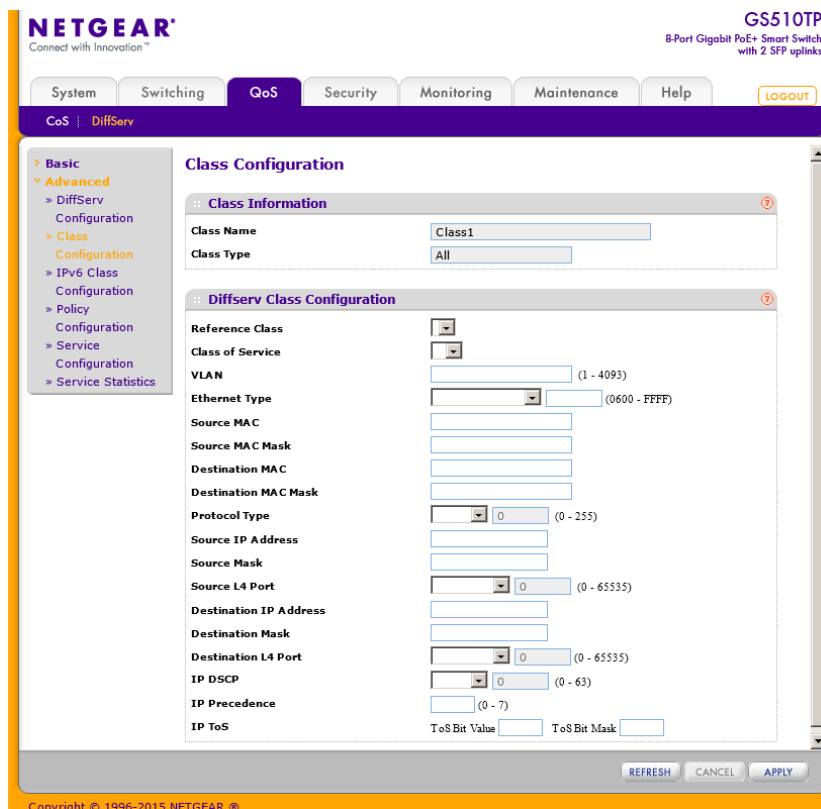 NETGEAR®
Connect with Innovation™
GS510TP
8-Port Gigabit PoE+ Smart Switch
with 2 SFP uplinks
System Switching QoS Security Monitoring Maintenance Help LOGOUT
CoS | DiffServ
Basic
Advanced
» DiffServ
Configuration
» Class
Configuration
» IPv6 Class
Configuration
» Policy
Configuration
» Service
Configuration
» Service Statistics
Class Configuration
Class Information ?
Class Name Class1
Class Type All
Diffserv Class Configuration ?
Reference Class
Class of Service
VLAN (1 - 4093)
Ethernet Type (0600 - FFFF)
Source MAC
Source MAC Mask
Destination MAC
Destination MAC Mask
Protocol Type 0 (0 - 255)
Source IP Address
Source Mask
Source L4 Port 0 (0 - 65535)
Destination IP Address
Destination Mask
Destination L4 Port 0 (0 - 65535)
IP DSCP 0 (0 - 63)
IP Precedence (0 - 7)
IP ToS ToS Bit Value ToS Bit Mask
REFRESH CANCEL APPLY
Copyright © 1996-2015 NETGEAR ®